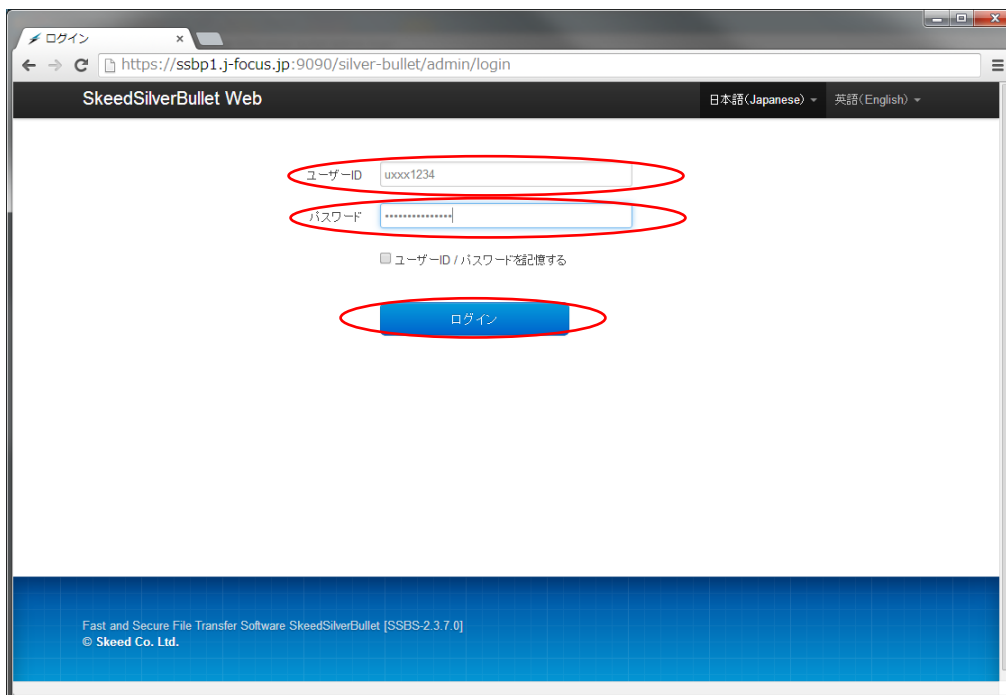 ログイン
https://ssbp1.j-focus.jp:9090/silver-bullet/admin/login
SkeedSilverBullet Web
日本語(Japanese)
英語(English)
ユーザーID
uxxx1234
パスワード
•••••••••••••••
ユーザーID / パスワードを記憶する
ログイン
Fast and Secure File Transfer Software SkeedSilverBullet [SSBS-2.3.7.0]
© Skeed Co. Ltd.